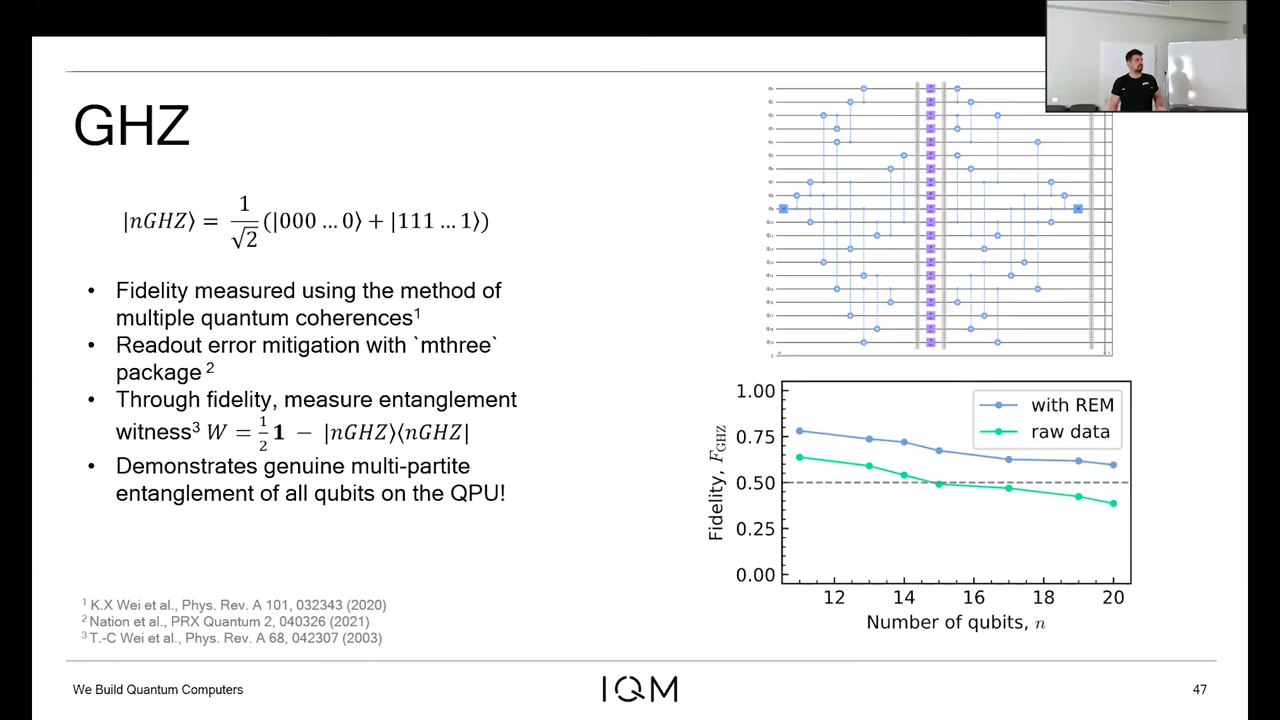 GHZ
|nGHZ⟩ = 1/√2 (|000 … 0⟩ + |111 … 1⟩)
• Fidelity measured using the method of
multiple quantum coherences¹
• Readout error mitigation with `mthree`
package ²
• Through fidelity, measure entanglement
witness³ W = ½ 𝟏 − |nGHZ⟩⟨nGHZ|
• Demonstrates genuine multi-partite
entanglement of all qubits on the QPU!
¹ K.X Wei et al., Phys. Rev. A 101, 032343 (2020)
² Nation et al., PRX Quantum 2, 040326 (2021)
³ T.-C Wei et al., Phys. Rev. A 68, 042307 (2003)
with REM
raw data
1.00
0.75
0.50
0.25
0.00
Fidelity, F_GHZ
12 14 16 18 20
Number of qubits, n
We Build Quantum Computers
IQM
47